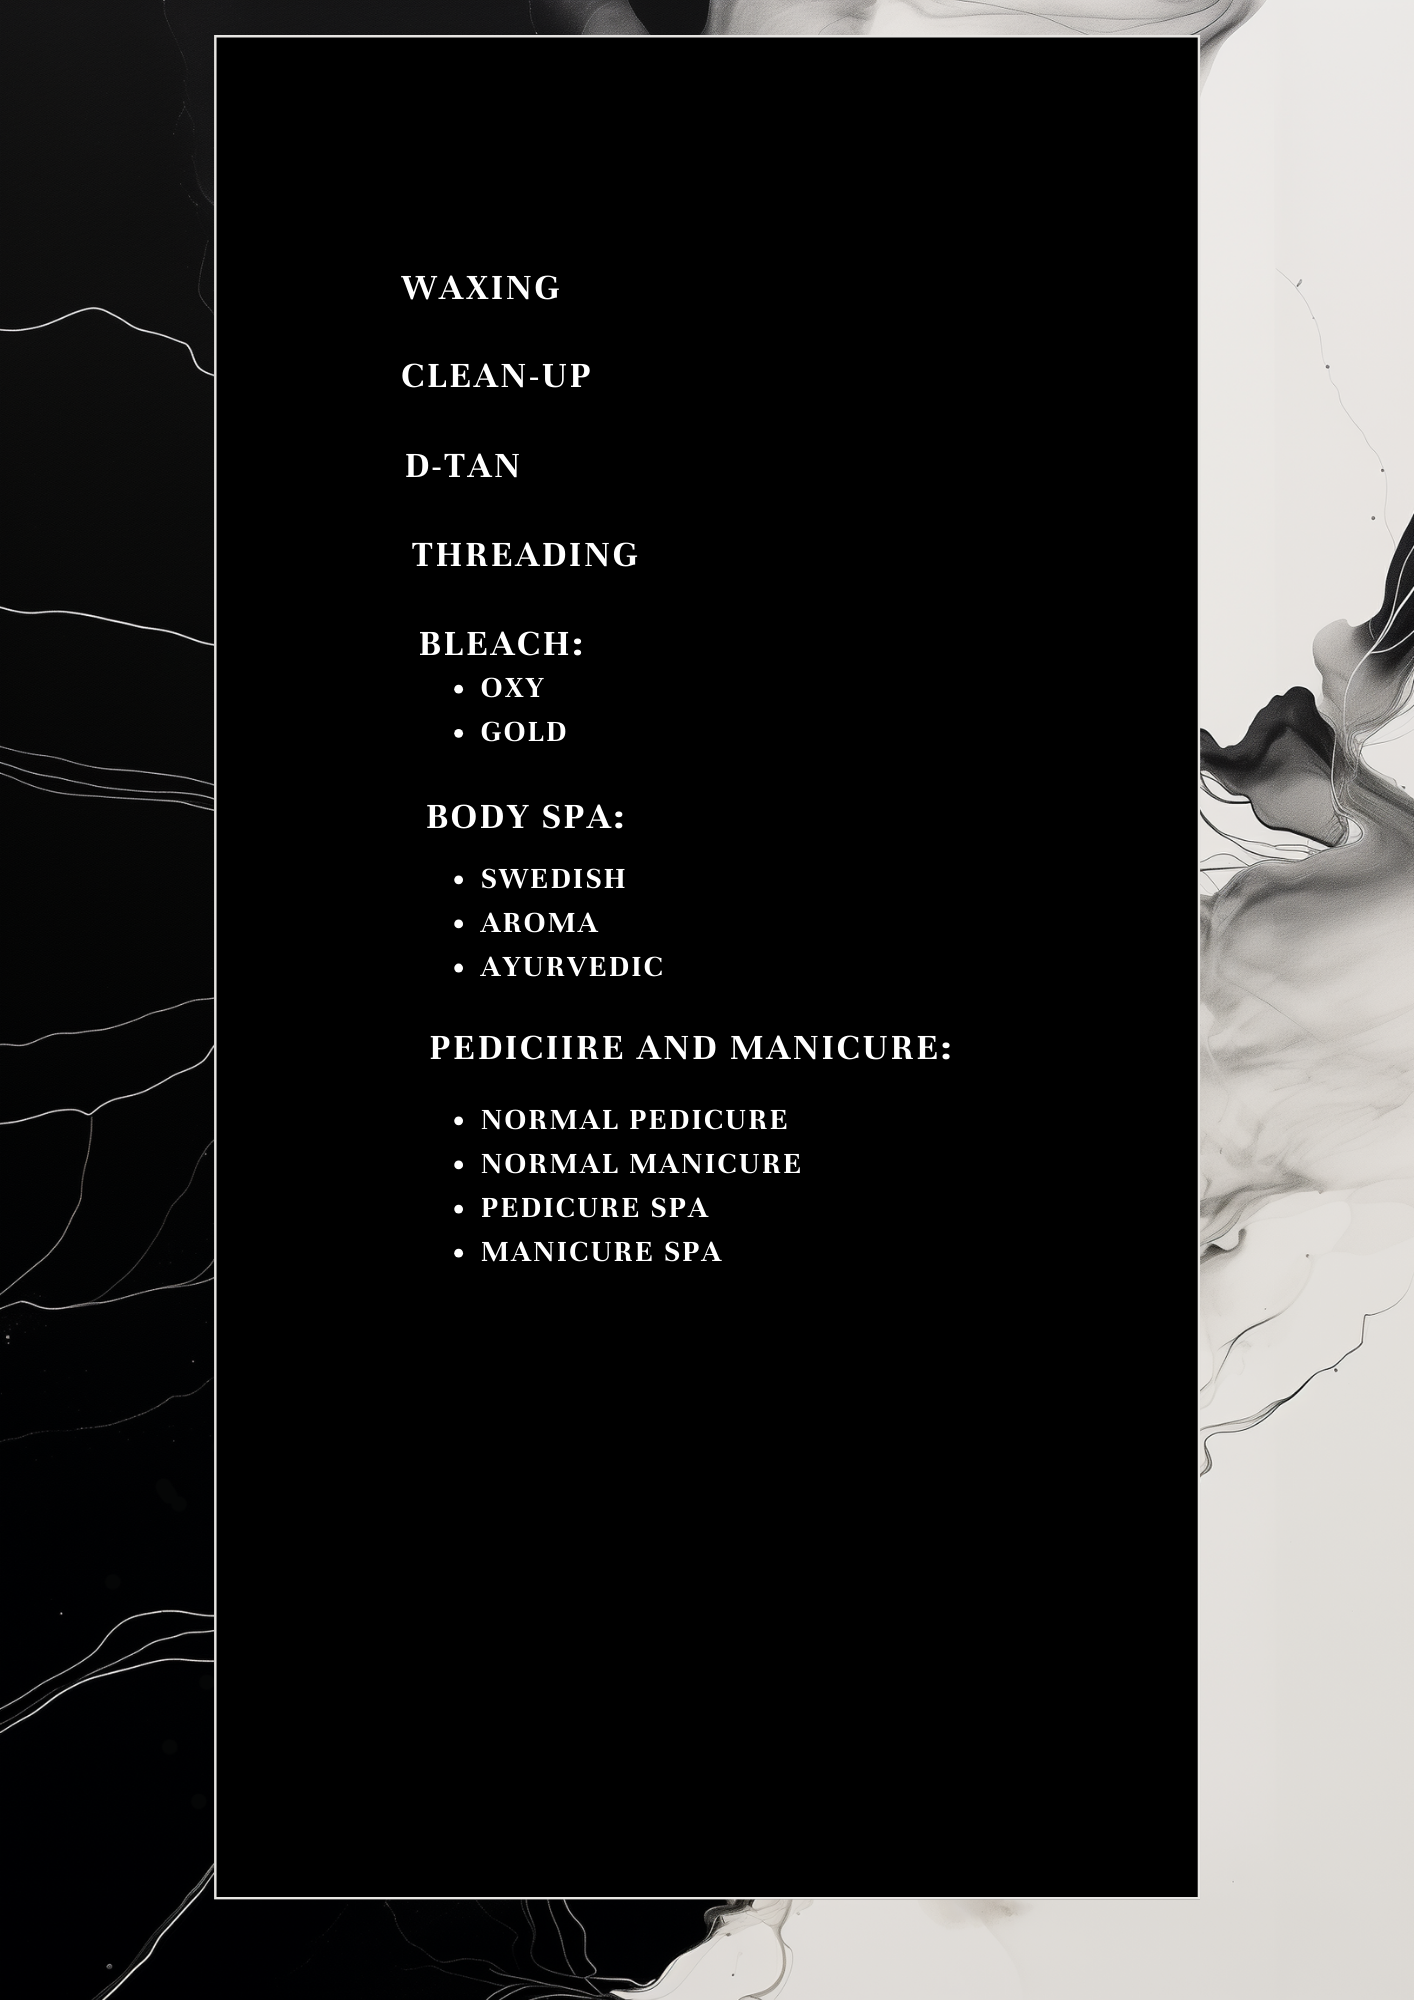 WAXING
CLEAN-UP
D-TAN
THREADING
BLEACH:
• OXY
• GOLD
BODY SPA:
• SWEDISH
• AROMA
• AYURVEDIC
PEDICIIRE AND MANICURE:
• NORMAL PEDICURE
• NORMAL MANICURE
• PEDICURE SPA
• MANICURE SPA